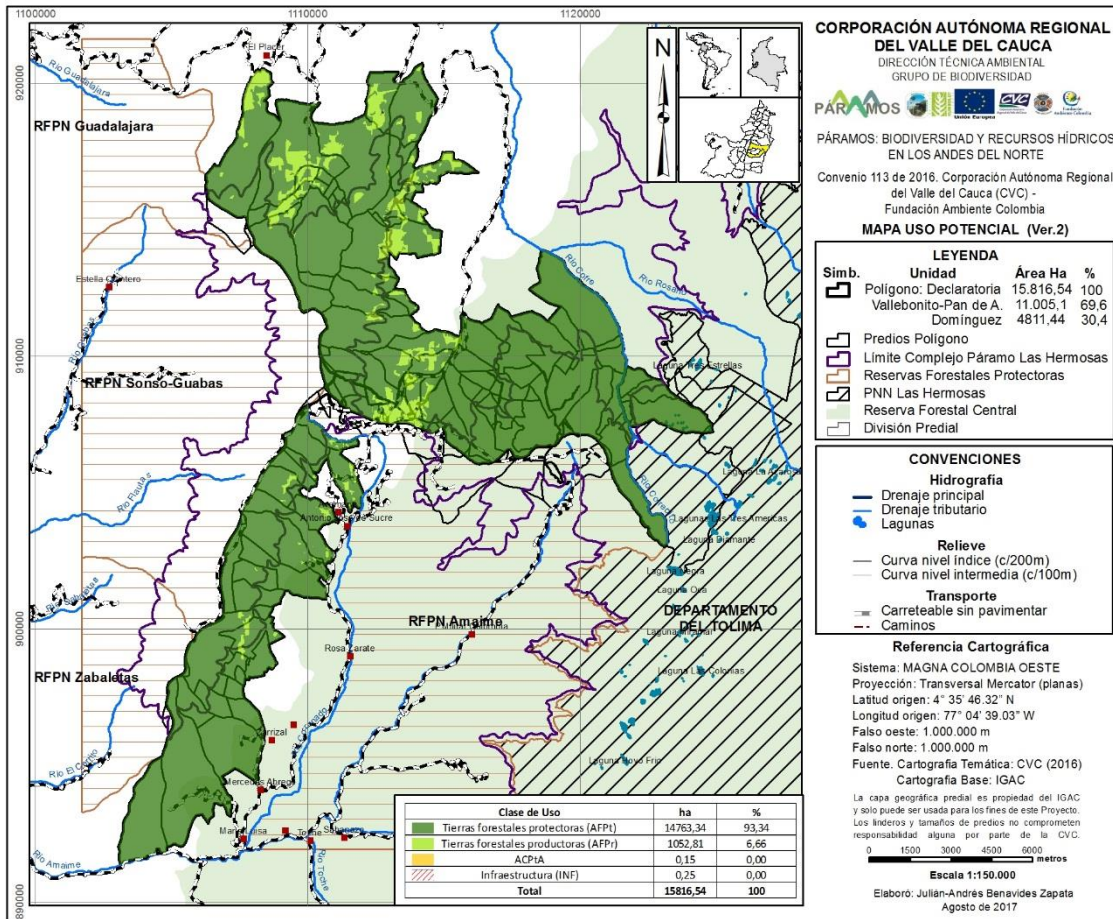 1100000
1110000
1120000
920000
910000
900000
890000
El Placer
Río Guadalajara
RFPN Guadalajara
N
Río Cofre
Río Rosario
RFPN Sonso-Guabas
Laguna Tres Estrellas
Río Flautas
Antonio José de Sucre
Lagunas Las Tres Americas
Laguna Diamante
Laguna Negra
DEPARTAMENTO
DEL TOLIMA
RFPN Amaime
Rosa Zarate
Laguna Las Colonias
RFPN Zabaletas
Río El Cerrito
María Luisa
Río Amaime
Río Toche
CORPORACIÓN AUTÓNOMA REGIONAL
DEL VALLE DEL CAUCA
DIRECCIÓN TÉCNICA AMBIENTAL
GRUPO DE BIODIVERSIDAD
PÁRAMOS
Unión Europea
CVC
PÁRAMOS: BIODIVERSIDAD Y RECURSOS HÍDRICOS
EN LOS ANDES DEL NORTE
Convenio 113 de 2016. Corporación Autónoma Regional
del Valle del Cauca (CVC) -
Fundación Ambiente Colombia
MAPA USO POTENCIAL (Ver.2)
LEYENDA
Simb. Unidad Área Ha %
Polígono: Declaratoria 15.816,54 100
Vallebonito-Pan de A. 11.005,1 69,6
Domínguez 4811,44 30,4
Predios Polígono
Límite Complejo Páramo Las Hermosas
Reservas Forestales Protectoras
PNN Las Hermosas
Reserva Forestal Central
División Predial
CONVENCIONES
Hidrografía
Drenaje principal
Drenaje tributario
Lagunas
Relieve
Curva nivel índice (c/200m)
Curva nivel intermedia (c/100m)
Transporte
Carreteable sin pavimentar
Caminos
Referencia Cartográfica
Sistema: MAGNA COLOMBIA OESTE
Proyección: Transversal Mercator (planas)
Latitud origen: 4° 35' 46.32" N
Longitud origen: 77° 04' 39.03" W
Falso oeste: 1.000.000 m
Falso norte: 1.000.000 m
Fuente. Cartografía Temática: CVC (2016)
Cartografía Base: IGAC
La capa geográfica predial es propiedad del IGAC
y solo puede ser usada para los fines de este Proyecto.
Los linderos y tamaños de predios no comprometen
responsabilidad alguna por parte de la CVC.
0 1500 3000 4500 6000 metros
Escala 1:150.000
Elaboró: Julián-Andrés Benavides Zapata
Agosto de 2017
Clase de Uso ha %
Tierras forestales protectoras (AFPt) 14763,34 93,34
Tierras forestales productoras (AFPr) 1052,81 6,66
ACPtA 0,15 0,00
Infraestructura (INF) 0,25 0,00
Total 15816,54 100